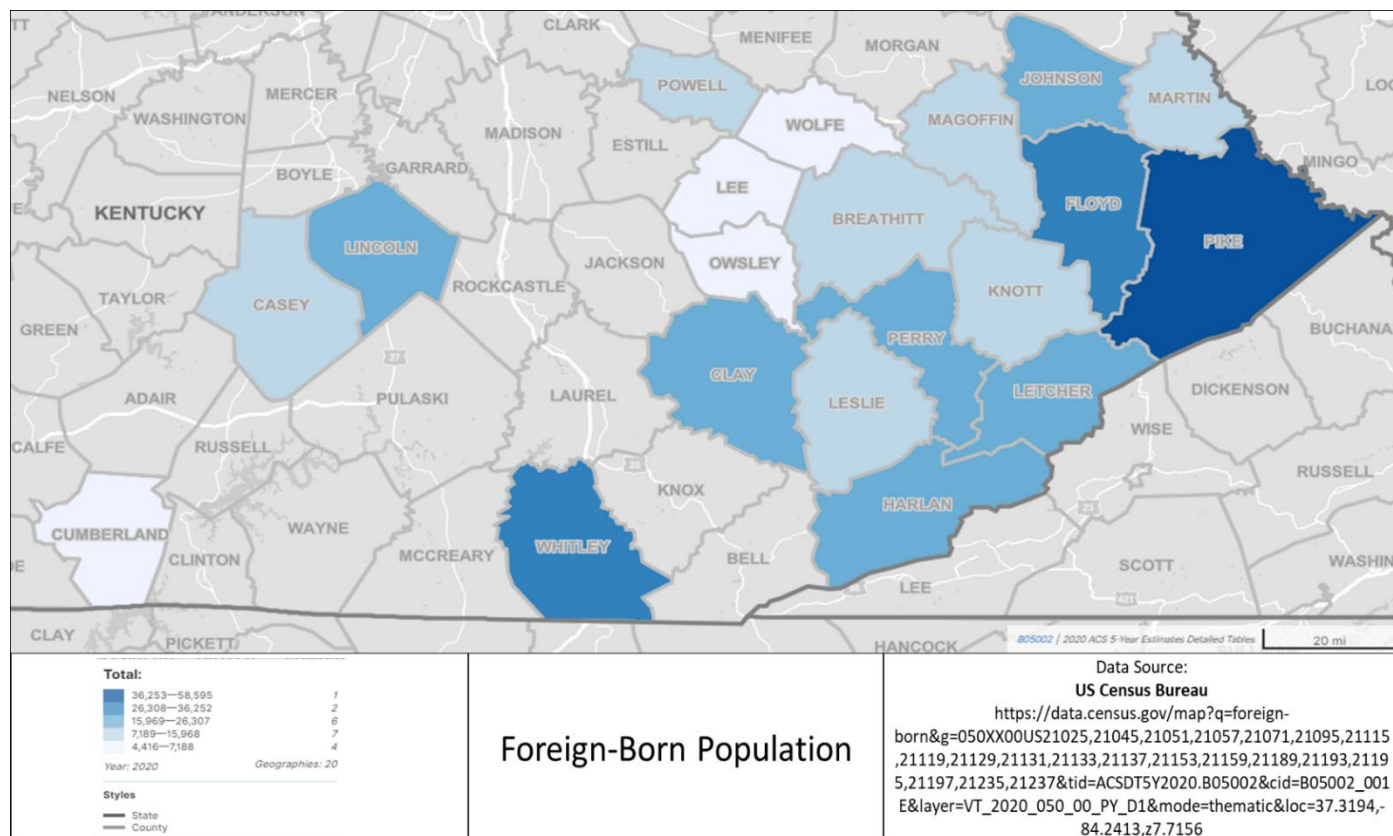 CLARK
MENIFEE
MORGAN
NELSON
MERCER
POWELL
JOHNSON
MARTIN
WASHINGTON
MADISON
ESTILL
WOLFE
MAGOFFIN
MINGO
BOYLE
GARRARD
LEE
KENTUCKY
LINCOLN
OWSLEY
BREATHITT
FLOYD
PIKE
TAYLOR
CASEY
ROCKCASTLE
JACKSON
KNOTT
GREEN
PERRY
BUCHANA
27
CLAY
LETCHER
DICKENSON
ADAIR
PULASKI
LAUREL
LESLIE
WISE
CALFE
RUSSELL
RUSSELL
KNOX
HARLAN
23
CUMBERLAND
WAYNE
WHITLEY
CLINTON
MCCREARY
BELL
LEE
SCOTT
WASHIN
421
CLAY
PICKETT
HANCOCK
B05002 | 2020 ACS 5-Year Estimates Detailed Tables
20 mi
Total:
36,253—58,595 1
26,308—36,252 2
15,969—26,307 6
7,189—15,968 7
4,416—7,188 4
Year: 2020 Geographies: 20
Styles
State
County
Foreign-Born Population
Data Source:
US Census Bureau
https://data.census.gov/map?q=foreign-
born&g=050XX00US21025,21045,21051,21057,21071,21095,21115
,21119,21129,21131,21133,21137,21153,21159,21189,21193,2119
5,21197,21235,21237&tid=ACSDT5Y2020.B05002&cid=B05002_001
E&layer=VT_2020_050_00_PY_D1&mode=thematic&loc=37.3194,-
84.2413,z7.7156